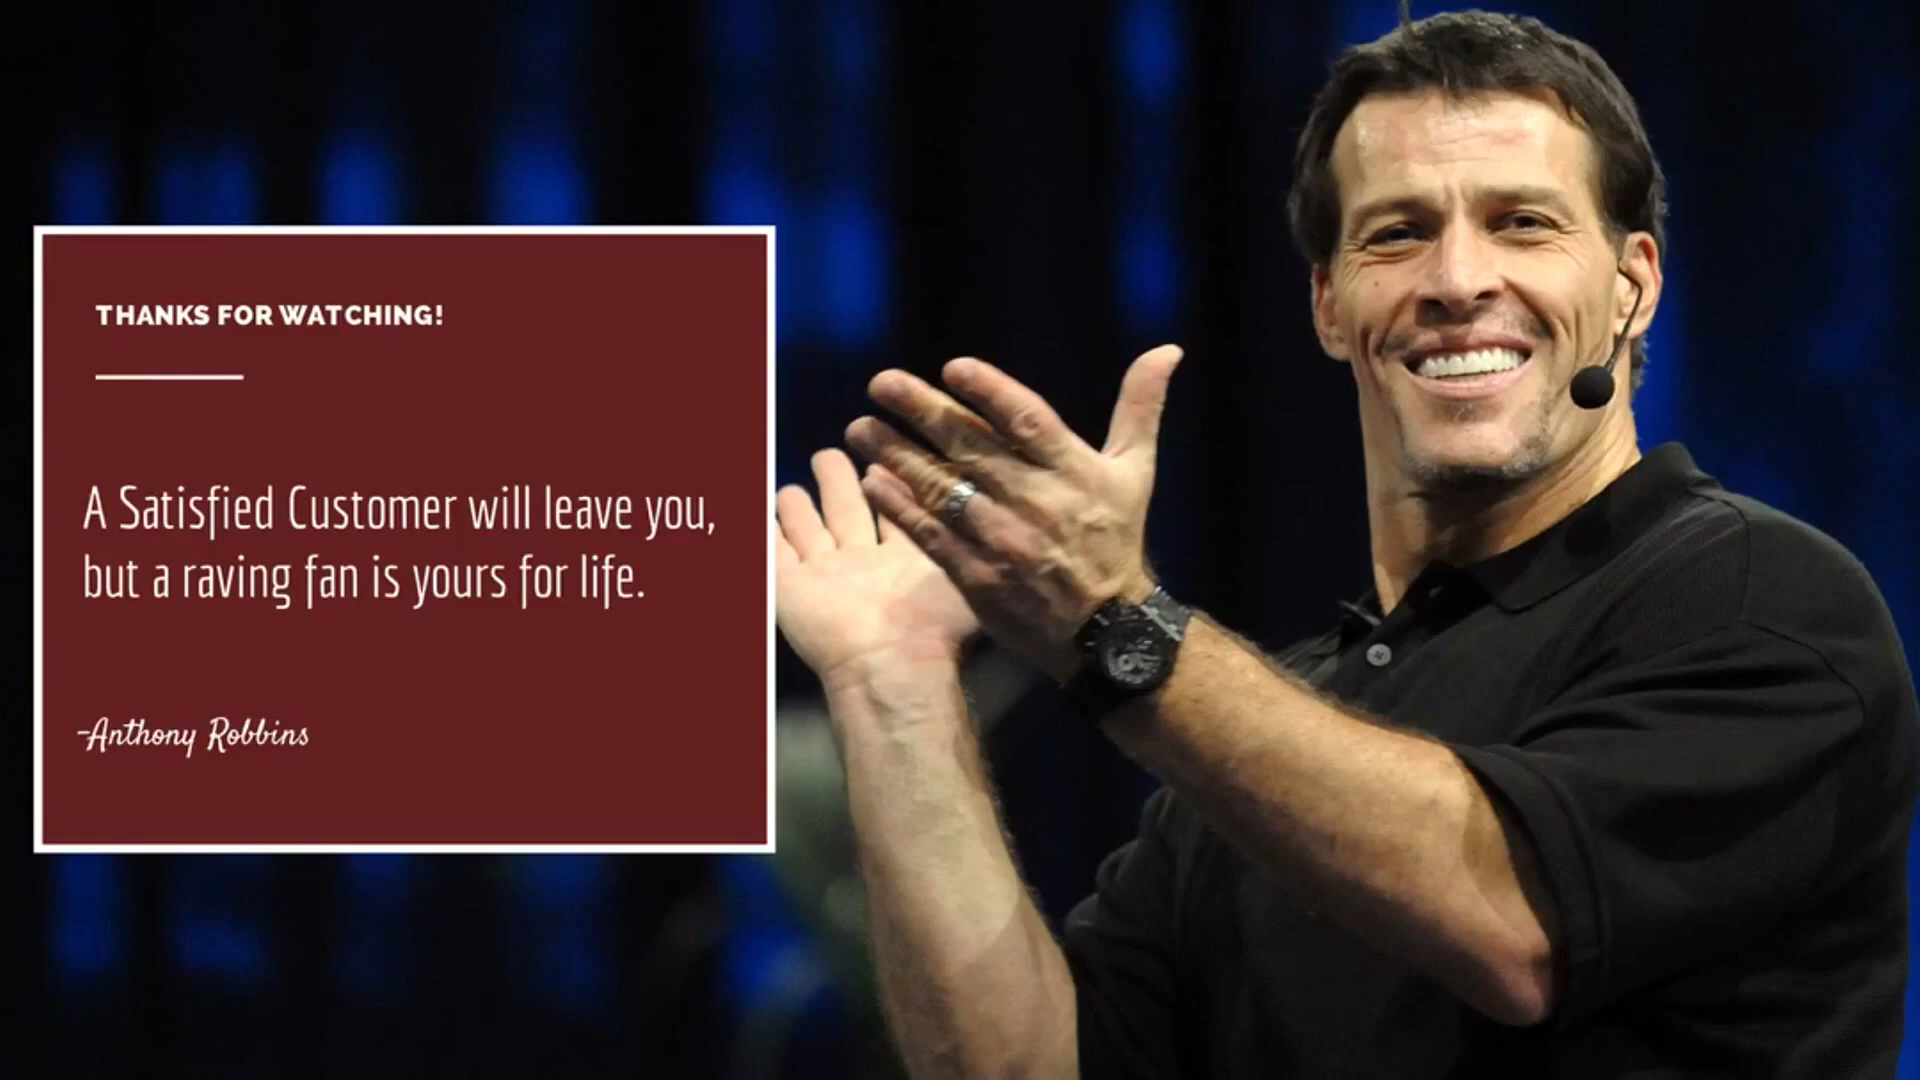 THANKS FOR WATCHING!
A Satisfied Customer will leave you,
but a raving fan is yours for life.
-Anthony Robbins